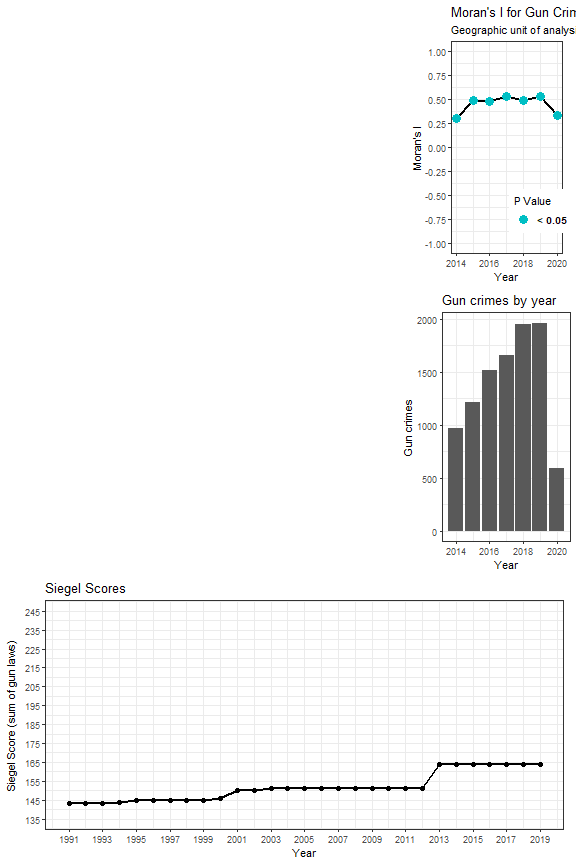 Moran's I for Gun Crim
Geographic unit of analysi
1.00
0.75
0.50
0.25
0.00
-0.25
-0.50
-0.75
-1.00
Moran's I
P Value
< 0.05
2014 2016 2018 2020
Year
Gun crimes by year
2000
1500
1000
500
0
Gun crimes
2014 2016 2018 2020
Year
Siegel Scores
245
235
225
215
205
195
185
175
165
155
145
135
Siegel Score (sum of gun laws)
1991 1993 1995 1997 1999 2001 2003 2005 2007 2009 2011 2013 2015 2017 2019
Year